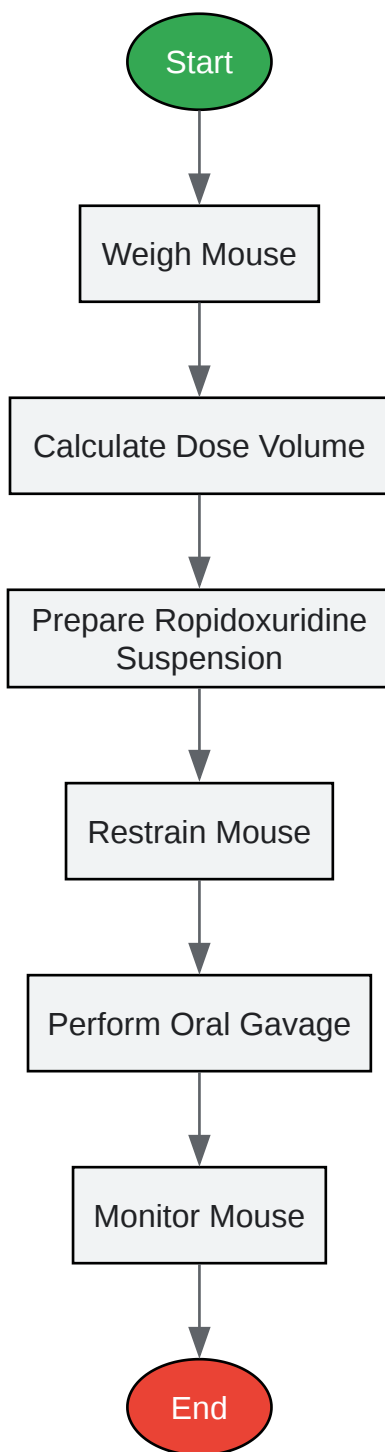 Start
Weigh Mouse
Calculate Dose Volume
Prepare Ropidoxuridine
Suspension
Restrain Mouse
Perform Oral Gavage
Monitor Mouse
End